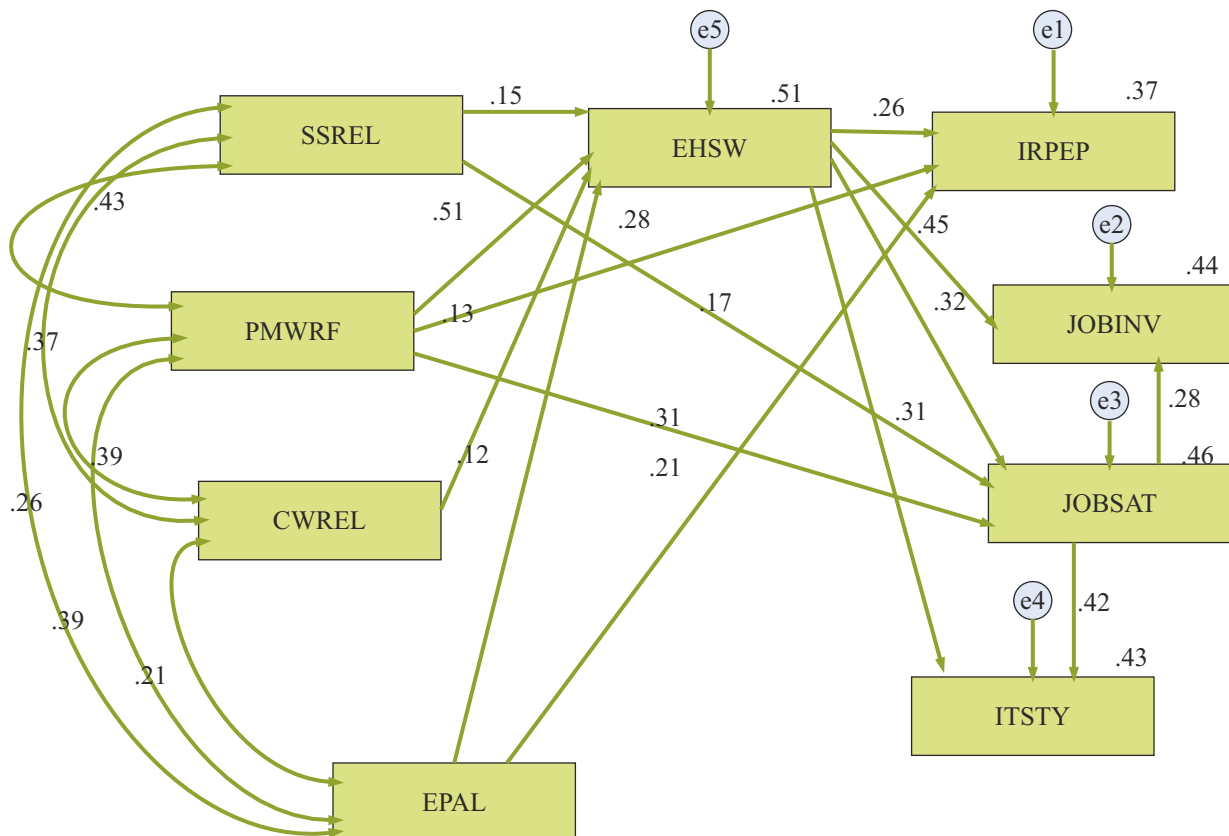 e5
e1
.15
.51
.26
.37
SSREL
EHSW
IRPEP
.43
.51
.28
.45
e2
.44
.13
.17
.32
PMWRF
JOBINV
.37
e3
.28
.31
.31
.39
.12
.21
.46
.26
CWREL
JOBSAT
e4
.42
.39
.21
.43
ITSTY
EPAL